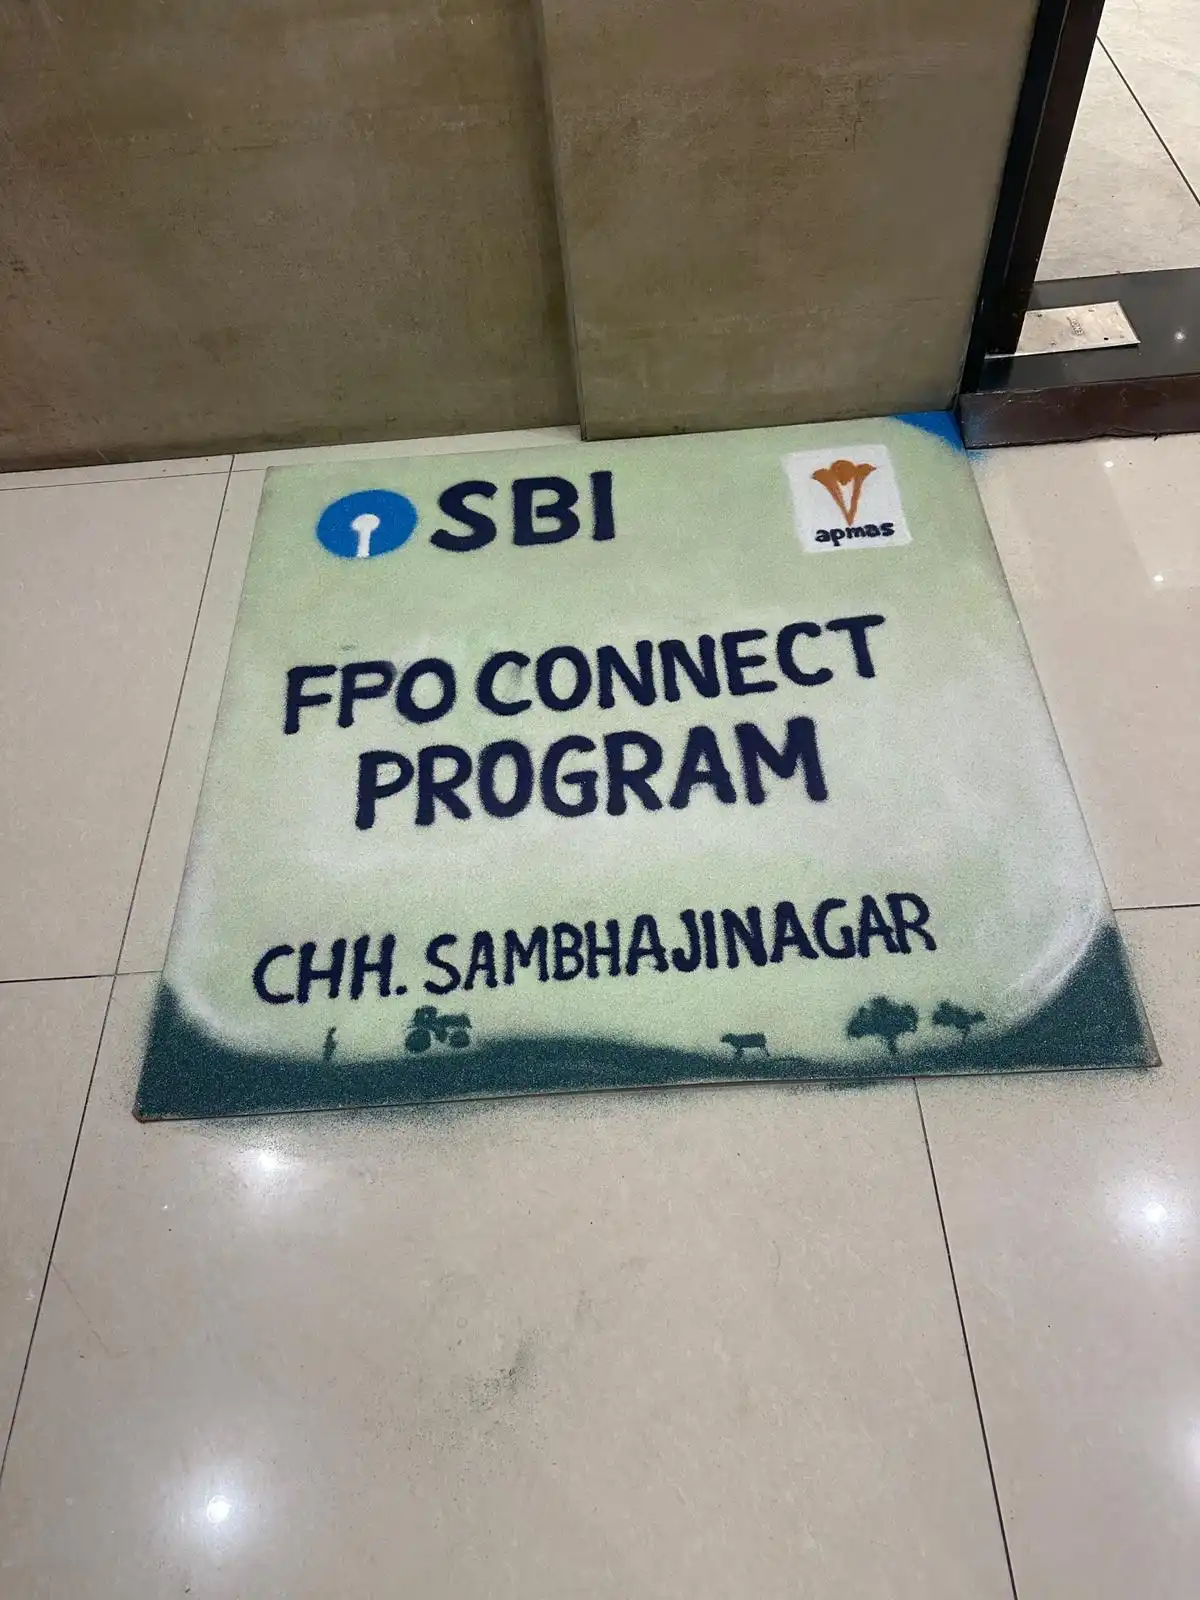 SBI
apmas
FPO CONNECT
PROGRAM
CHH. SAMBHAJINAGAR